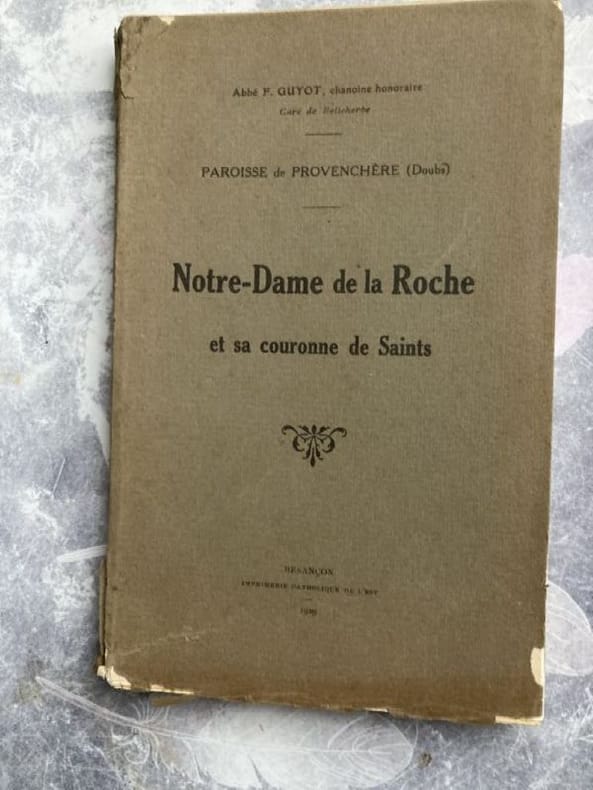 Abbé F. GUYOT, chanoine honoraire
Curé de Belleherbe
PAROISSE de PROVENCHÈRE (Doubs)
Notre-Dame de la Roche
et sa couronne de Saints
BESANÇON
IMPRIMERIE CATHOLIQUE DE L'EST
1929